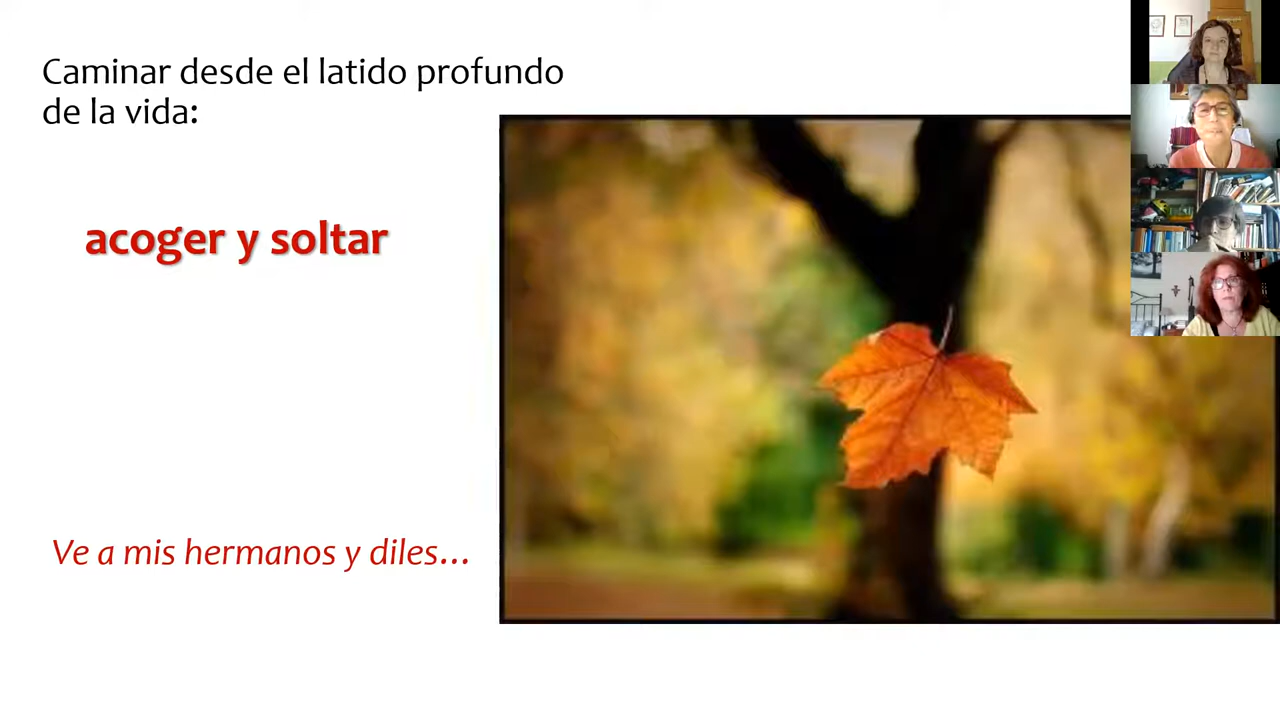 Caminar desde el latido profundo
de la vida:
acoger y soltar
Ve a mis hermanos y diles...